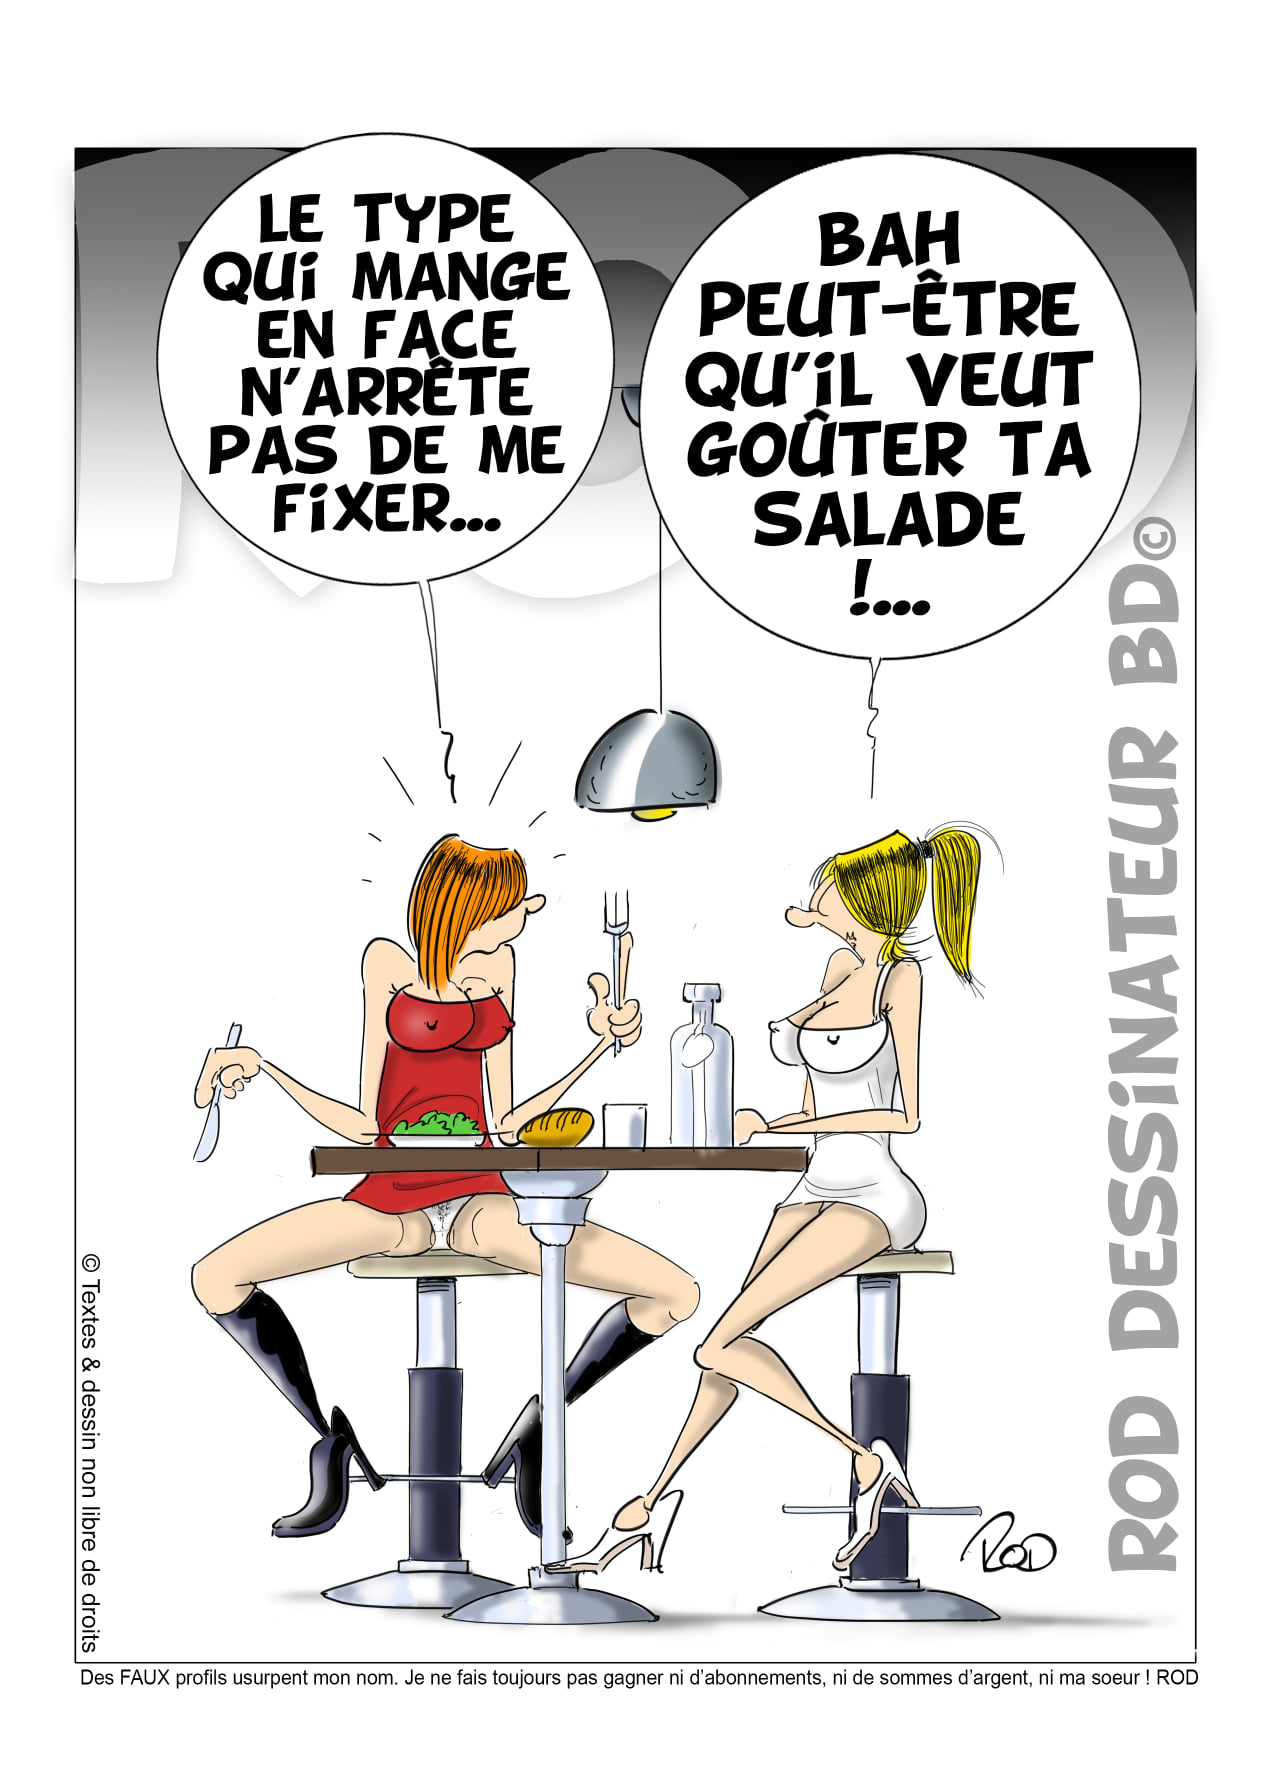 LE TYPE
QUi MANGE
EN FACE
N'ARRÊTE
PAS DE ME
FiXER...
BAH
PEUT-ÊTRE
QU'iL VEUT
GOÛTER TA
SALADE
!....
ROD DESSiNATEUR BD©
© Textes & dessin non libre de droits
ROD
Des FAUX profils usurpent mon nom. Je ne fais toujours pas gagner ni d'abonnements, ni de sommes d'argent, ni ma soeur ! ROD